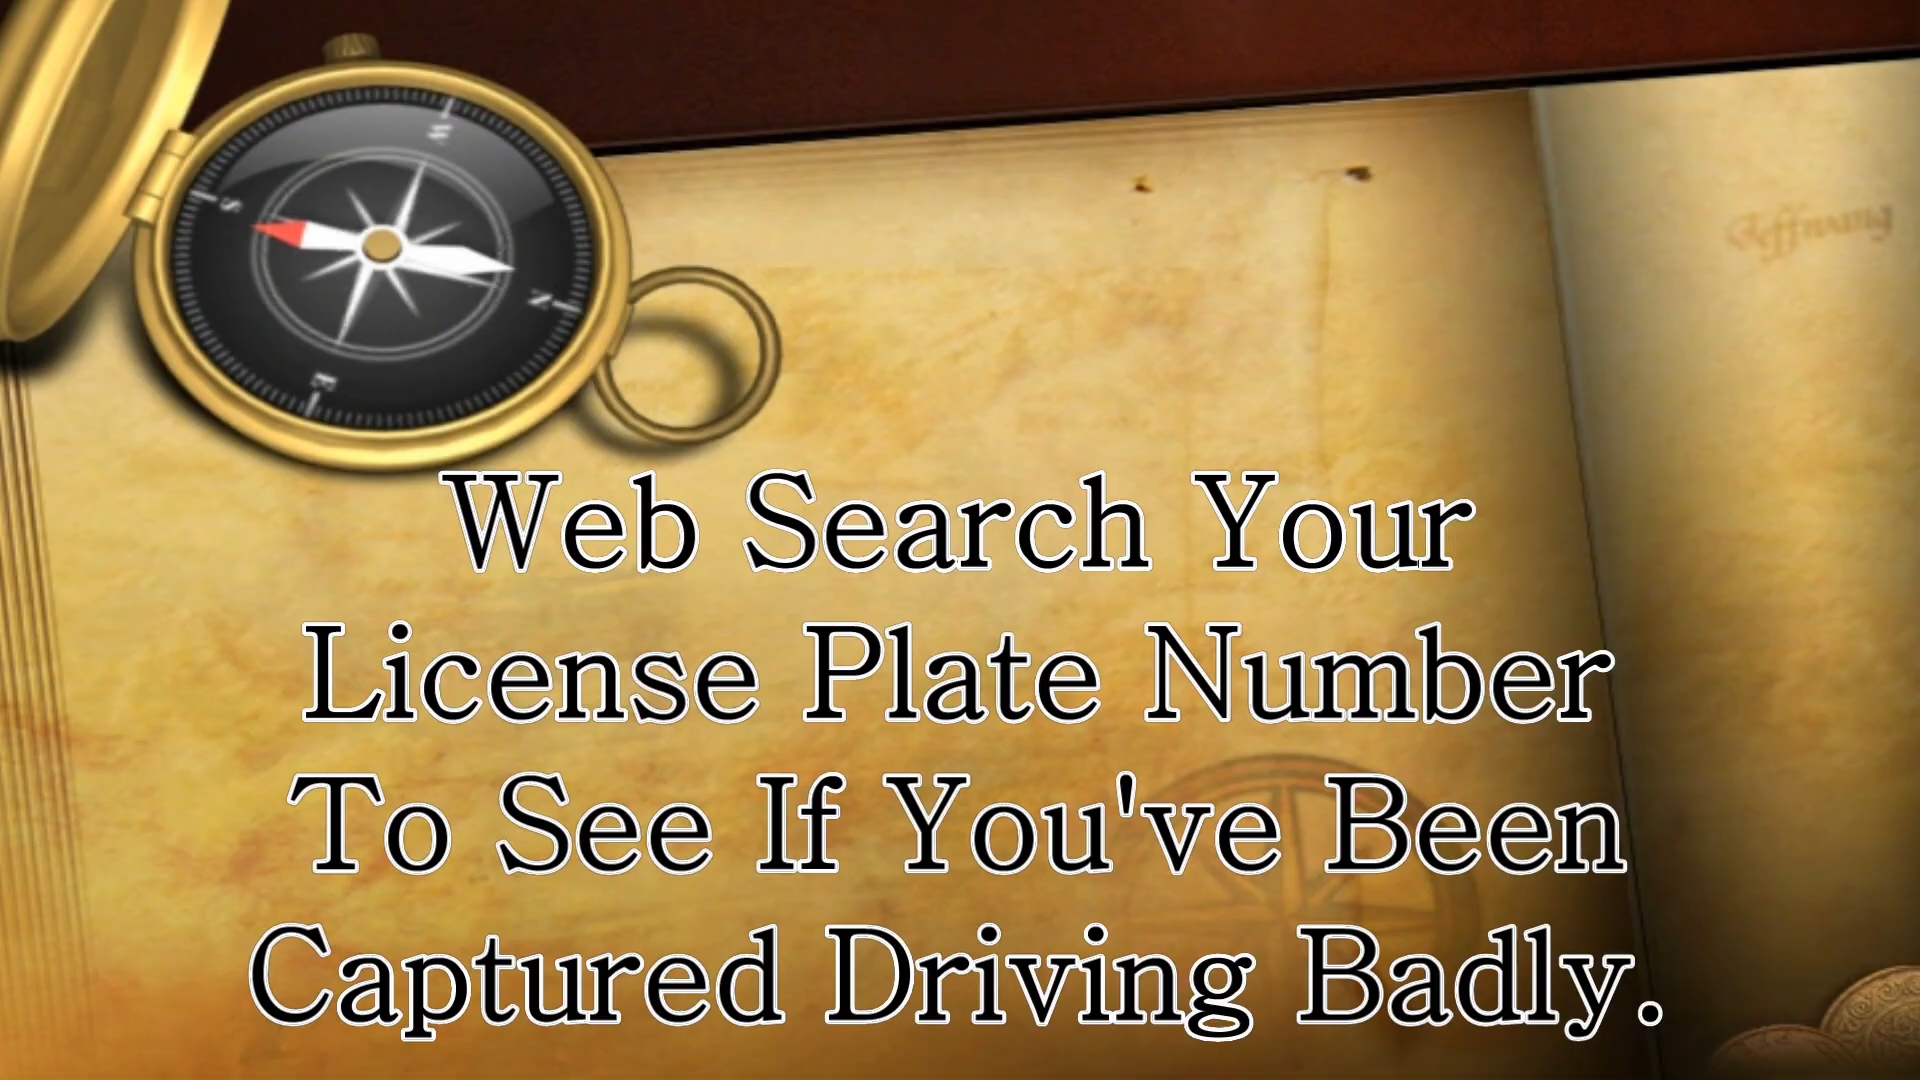 W
S
N
E
Web Search Your
License Plate Number
To See If You've Been
Captured Driving Badly.